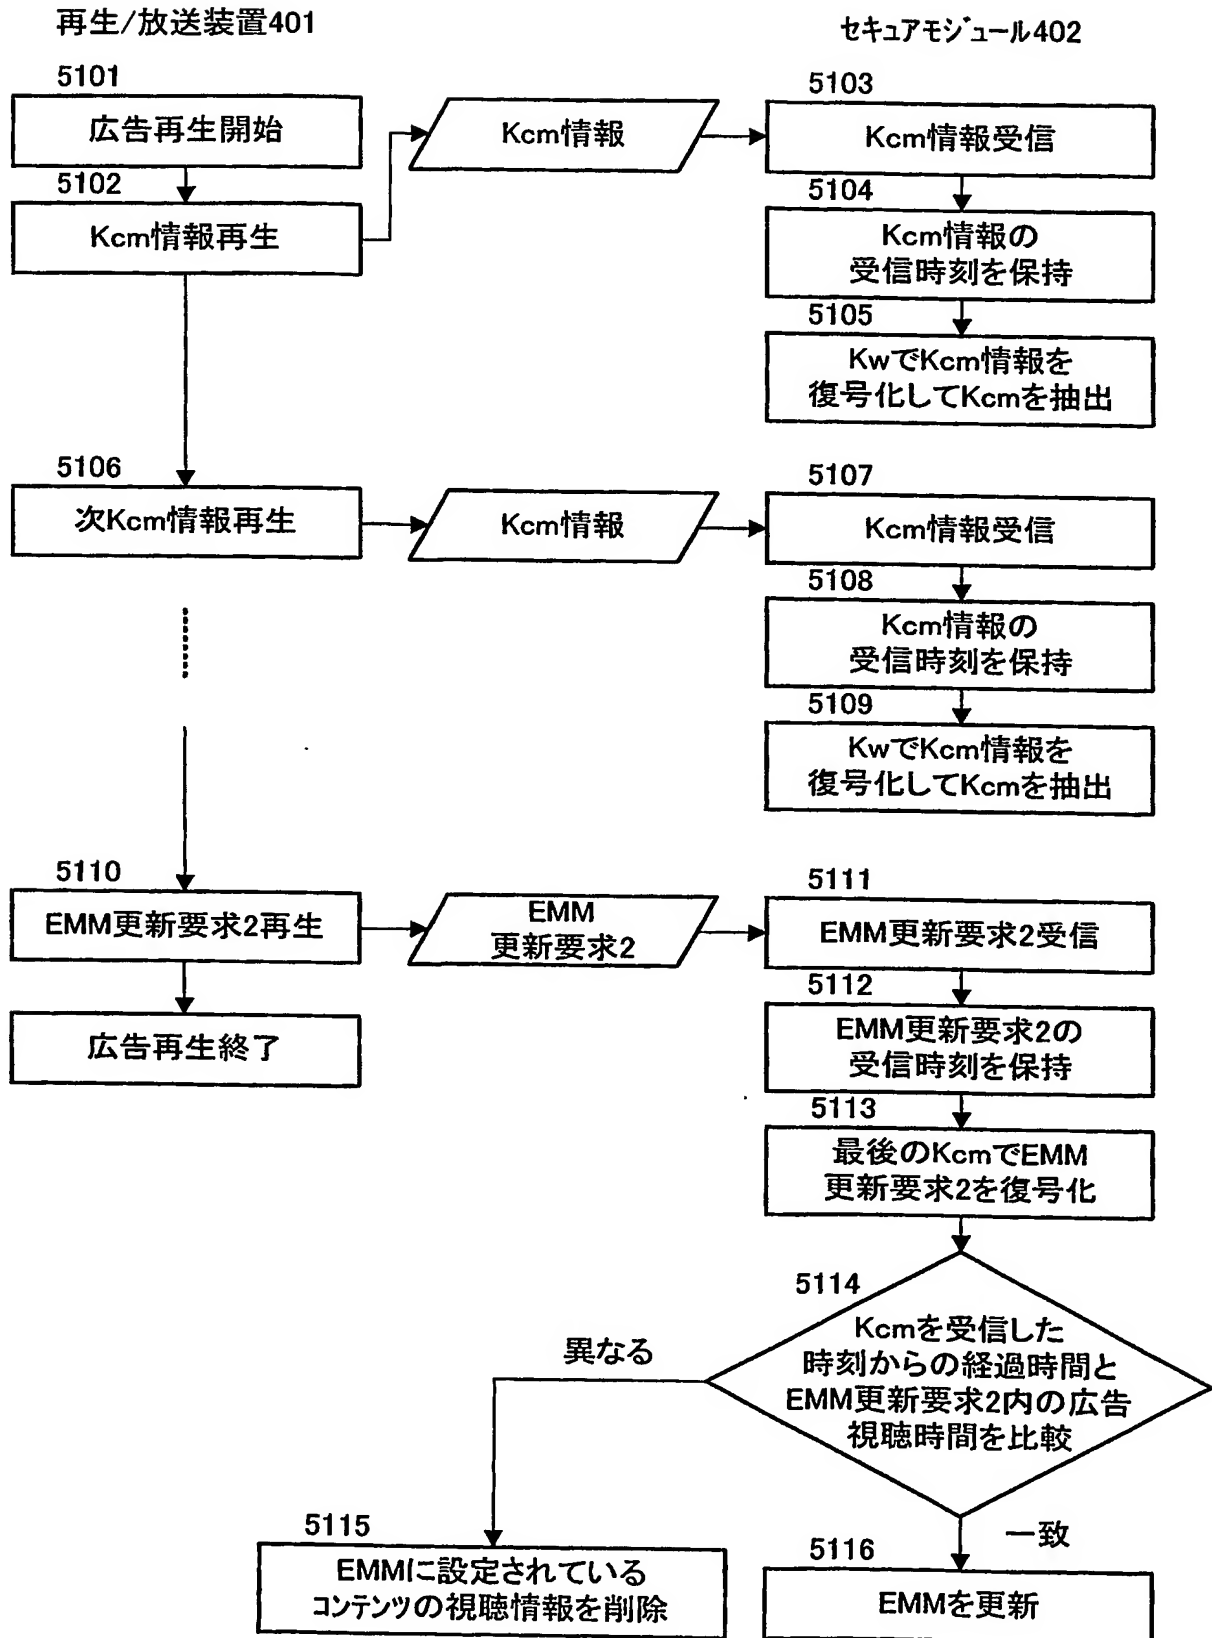 再生/放送装置401
セキュアモジュール402
5101
広告再生開始
5102
Kcm情報再生
Kcm情報
5103
Kcm情報受信
5104
Kcm情報の
受信時刻を保持
5105
KwでKcm情報を
復号化してKcmを抽出
5106
次Kcm情報再生
Kcm情報
5107
Kcm情報受信
5108
Kcm情報の
受信時刻を保持
5109
KwでKcm情報を
復号化してKcmを抽出
5110
EMM更新要求2再生
EMM
更新要求2
5111
EMM更新要求2受信
広告再生終了
5112
EMM更新要求2の
受信時刻を保持
5113
最後のKcmでEMM
更新要求2を復号化
5114
Kcmを受信した
時刻からの経過時間と
EMM更新要求2内の広告
視聴時間を比較
異なる
一致
5115
EMMに設定されている
コンテンツの視聴情報を削除
5116
EMMを更新